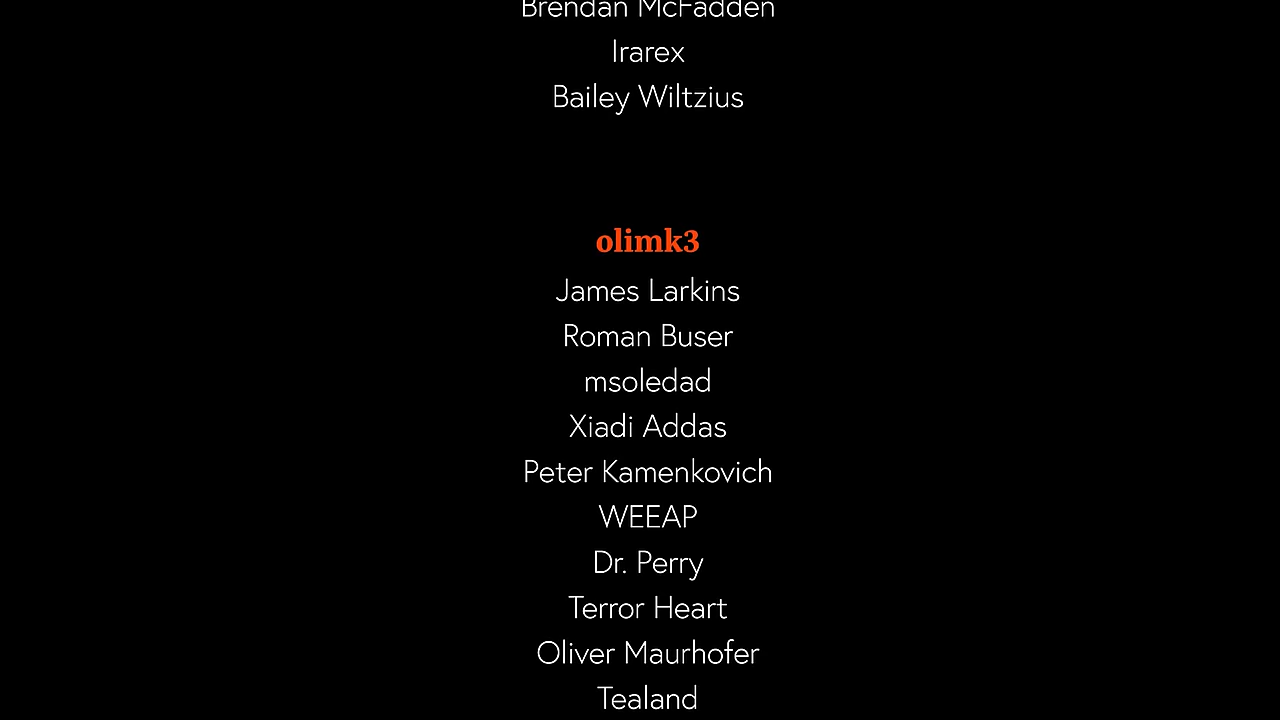 Brendan McFadden
Irarex
Bailey Wiltzius
olimk3
James Larkins
Roman Buser
msoledad
Xiadi Addas
Peter Kamenkovich
WEEAP
Dr. Perry
Terror Heart
Oliver Maurhofer
Tealand